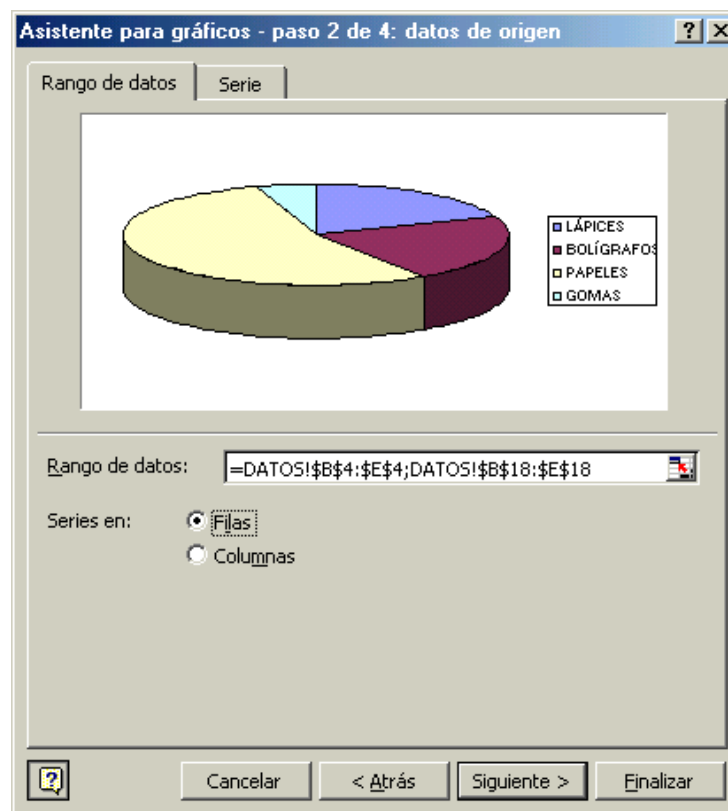 Asistente para gráficos - paso 2 de 4: datos de origen
Rango de datos
Serie
LÁPICES
BOLÍGRAFOS
PAPELES
GOMAS
Rango de datos:
=DATOS!$B$4:$E$4;DATOS!$B$18:$E$18
Series en:
Filas
Columnas
Cancelar
< Atrás
Siguiente >
Finalizar